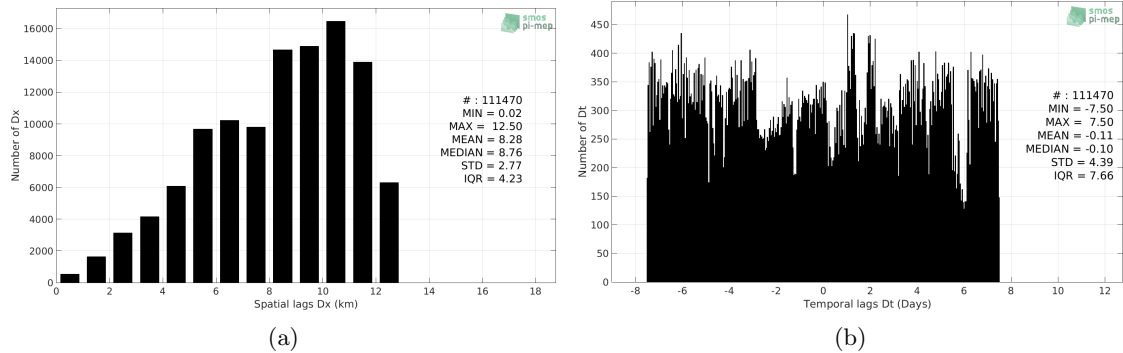 smos
pi-mep
16000
14000
12000
10000
8000
6000
4000
2000
0
Number of Dx
# : 111470
MIN = 0.02
MAX = 12.50
MEAN = 8.28
MEDIAN = 8.76
STD = 2.77
IQR = 4.23
0 2 4 6 8 10 12 14 16 18
Spatial lags Dx (km)
(a)
smos
pi-mep
450
400
350
300
250
200
150
100
50
0
Number of Dt
# : 111470
MIN = -7.50
MAX = 7.50
MEAN = -0.11
MEDIAN = -0.10
STD = 4.39
IQR = 7.66
-8 -6 -4 -2 0 2 4 6 8 10 12
Temporal lags Dt (Days)
(b)